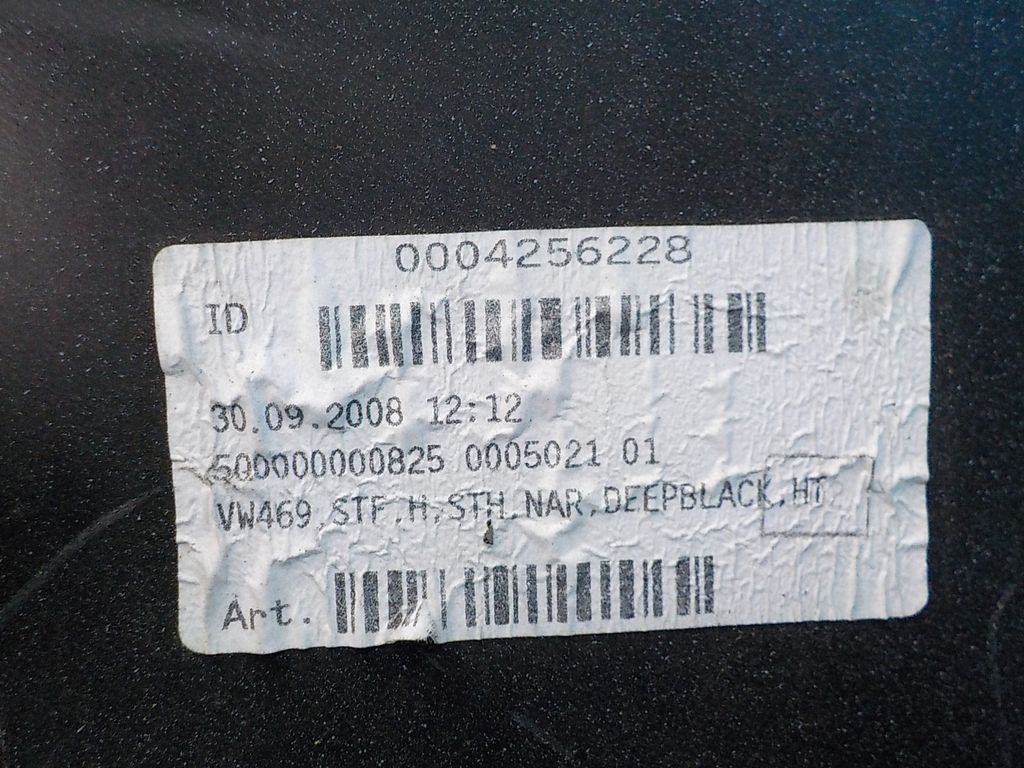 0004256228
ID
30.09.2008 12:12
500000000825 0005021 01
VW469,STF,H,STH,NAR,DEEPBLACK,HT
Art.